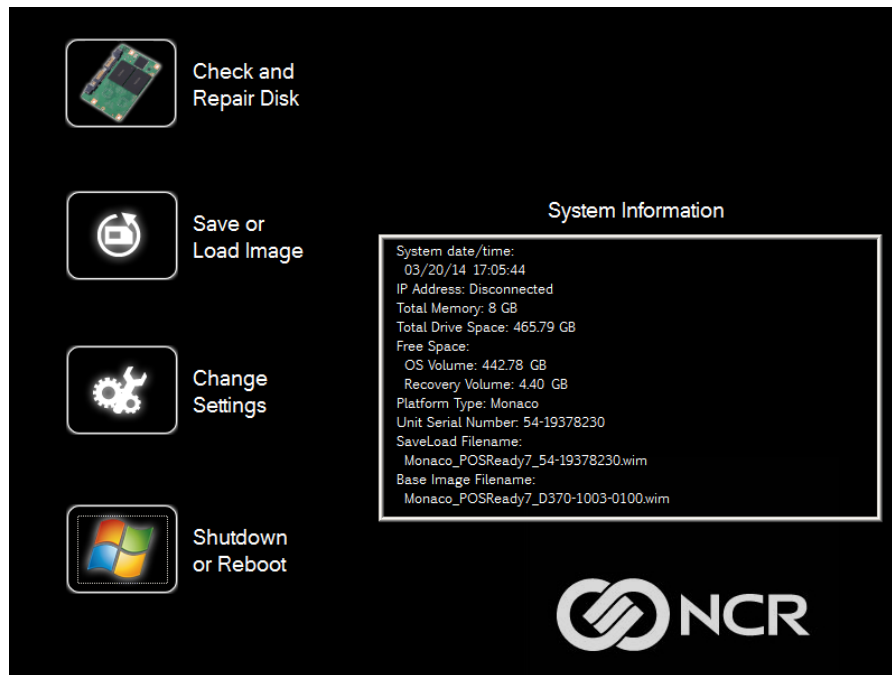 Check and
Repair Disk
Save or
Load Image
Change
Settings
Shutdown
or Reboot
System Information
System date/time:
03/20/14 17:05:44
IP Address: Disconnected
Total Memory: 8 GB
Total Drive Space: 465.79 GB
Free Space:
OS Volume: 442.78 GB
Recovery Volume: 4.40 GB
Platform Type: Monaco
Unit Serial Number: 54-19378230
SaveLoad Filename:
Monaco_POSReady7_54-19378230.wim
Base Image Filename:
Monaco_POSReady7_D370-1003-0100.wim
NCR